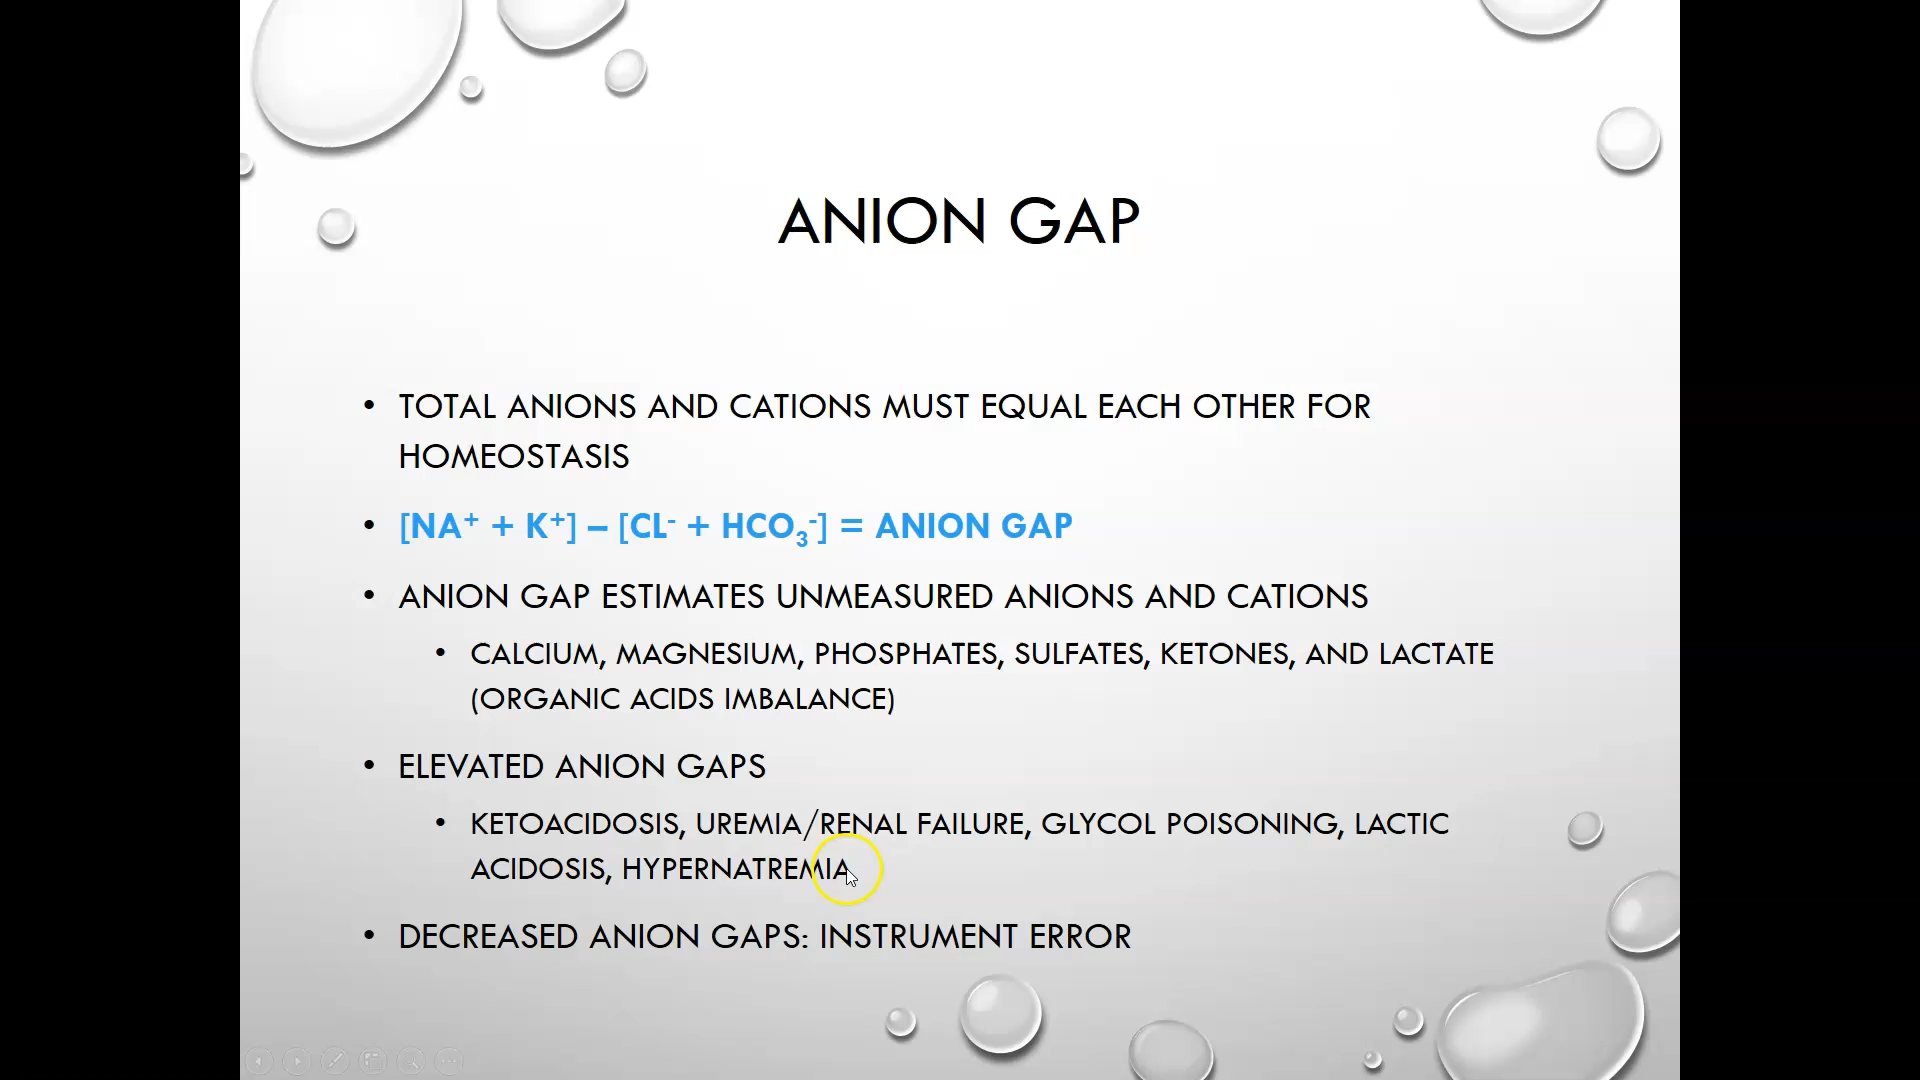 ANION GAP
• TOTAL ANIONS AND CATIONS MUST EQUAL EACH OTHER FOR
HOMEOSTASIS
• [NA⁺ + K⁺] – [CL⁻ + HCO₃⁻] = ANION GAP
• ANION GAP ESTIMATES UNMEASURED ANIONS AND CATIONS
• CALCIUM, MAGNESIUM, PHOSPHATES, SULFATES, KETONES, AND LACTATE
(ORGANIC ACIDS IMBALANCE)
• ELEVATED ANION GAPS
• KETOACIDOSIS, UREMIA/RENAL FAILURE, GLYCOL POISONING, LACTIC
ACIDOSIS, HYPERNATREMIA
• DECREASED ANION GAPS: INSTRUMENT ERROR